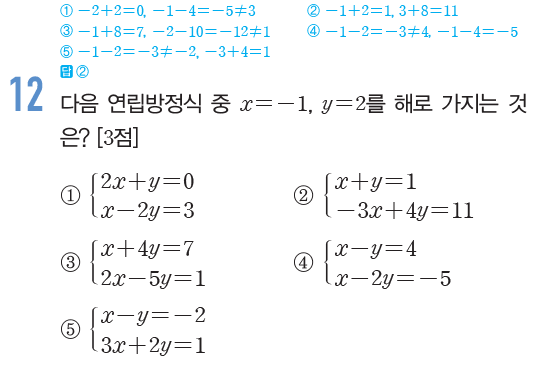 ① −2+2=0, −1−4=−5≠3 ② −1+2=1, 3+8=11
③ −1+8=7, −2−10=−12≠1 ④ −1−2=−3≠4, −1−4=−5
⑤ −1−2=−3≠−2, −3+4=1
답 ②
12 다음 연립방정식 중 x=−1, y=2를 해로 가지는 것
은? [3점]
① {2x+y=0 ② {x+y=1
x−2y=3 −3x+4y=11
③ {x+4y=7 ④ {x−y=4
2x−5y=1 x−2y=−5
⑤ {x−y=−2
3x+2y=1